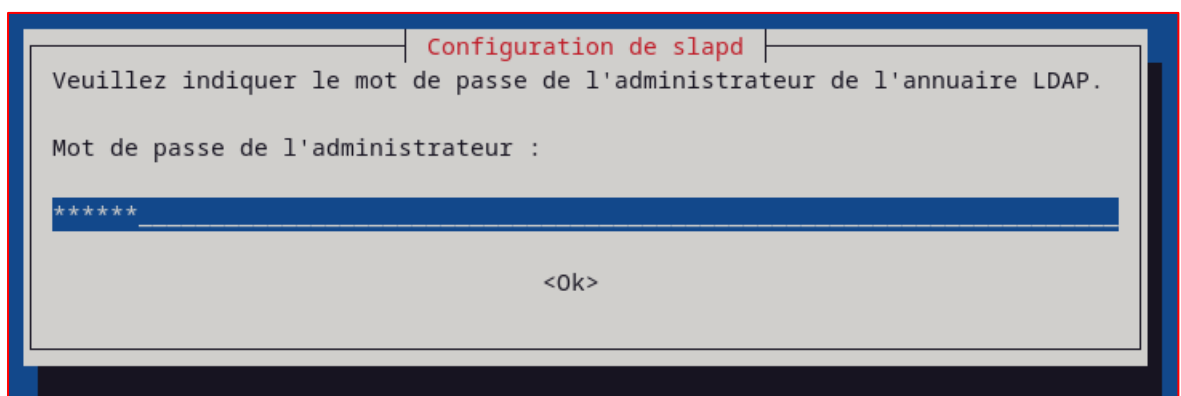 Configuration de slapd
Veuillez indiquer le mot de passe de l'administrateur de l'annuaire LDAP.
Mot de passe de l'administrateur :
******
<Ok>